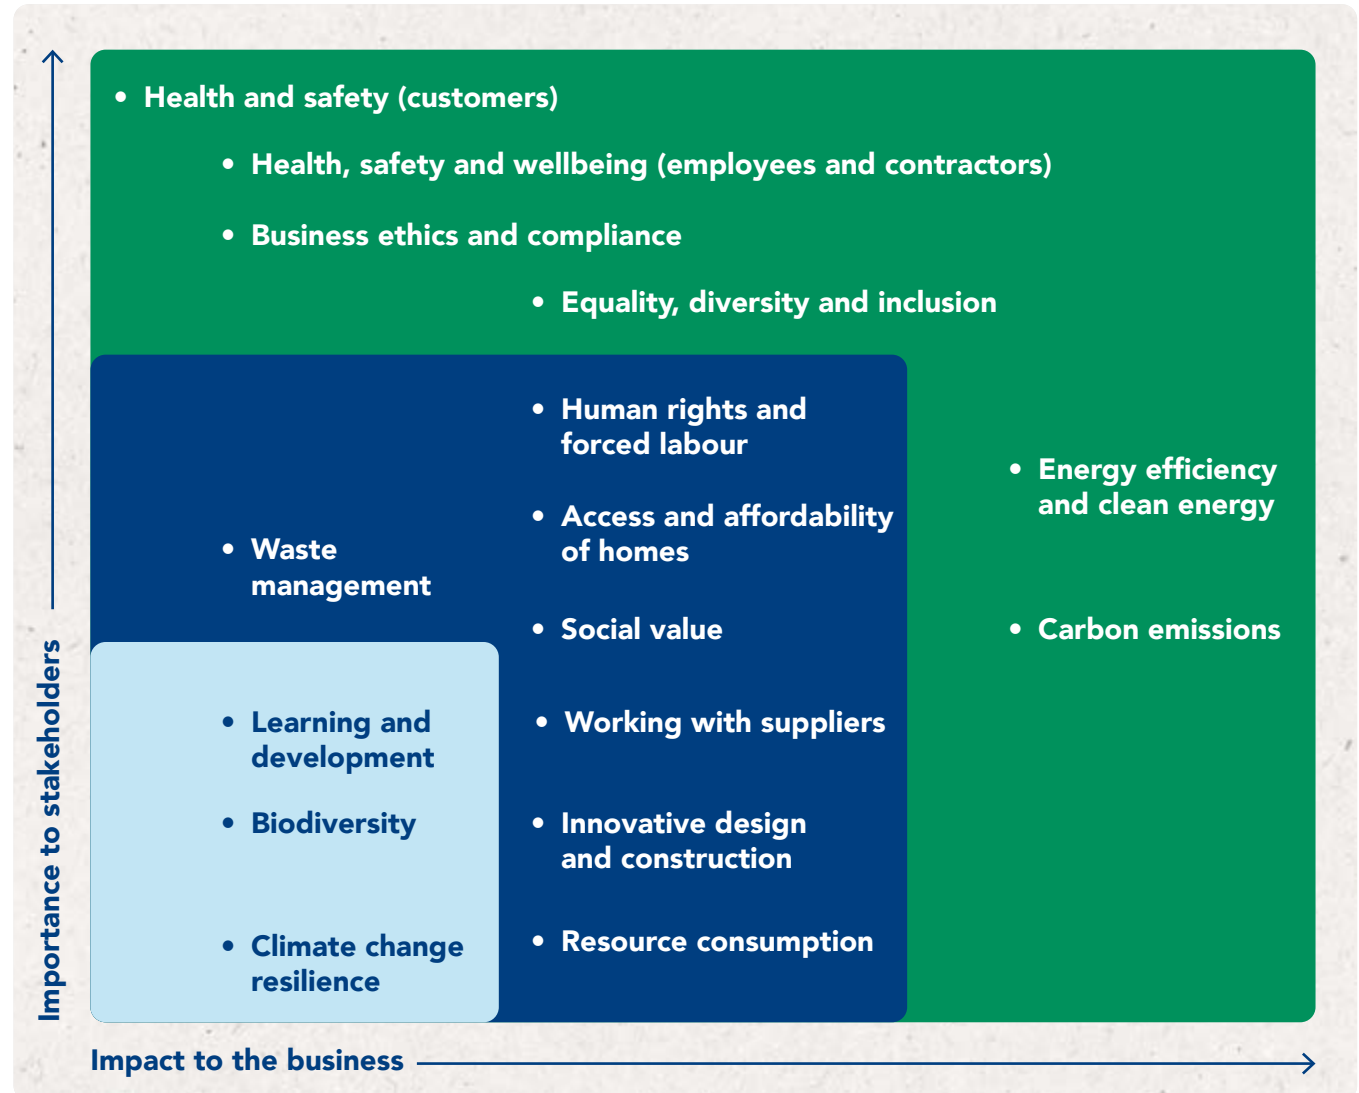 Health and safety (customers)
Health, safety and wellbeing (employees and contractors)
Business ethics and compliance
Equality, diversity and inclusion
Human rights and
forced labour
Access and affordability
of homes
Waste
management
Social value
Working with suppliers
Innovative design
and construction
Resource consumption
Energy efficiency
and clean energy
Carbon emissions
Learning and
development
Biodiversity
Climate change
resilience
Importance to stakeholders
Impact to the business